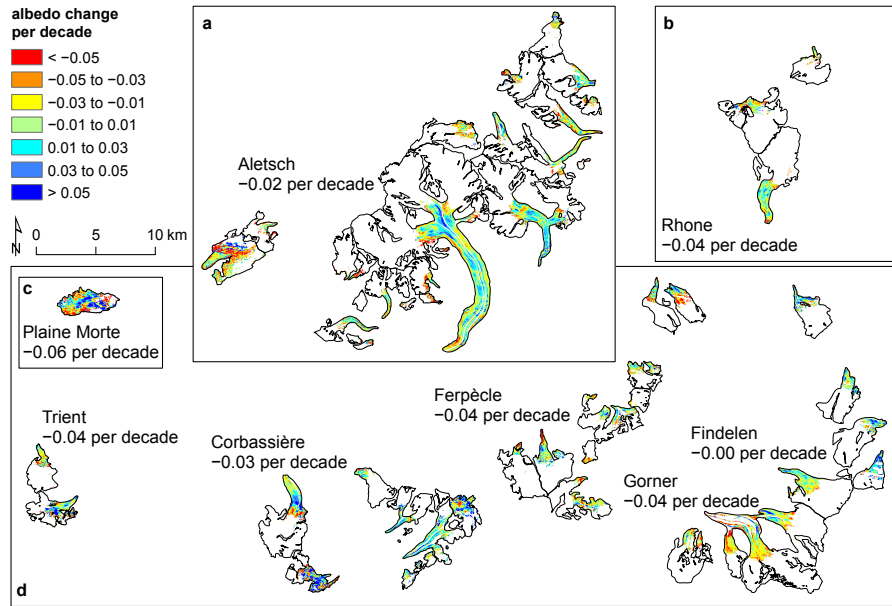 albedo change
per decade
< −0.05
−0.05 to −0.03
−0.03 to −0.01
−0.01 to 0.01
0.01 to 0.03
0.03 to 0.05
> 0.05
N
0 5 10 km
a
Aletsch
−0.02 per decade
b
Rhone
−0.04 per decade
c
Plaine Morte
−0.06 per decade
Trient
−0.04 per decade
Corbassière
−0.03 per decade
Ferpècle
−0.04 per decade
Findelen
−0.00 per decade
Gorner
−0.04 per decade
d